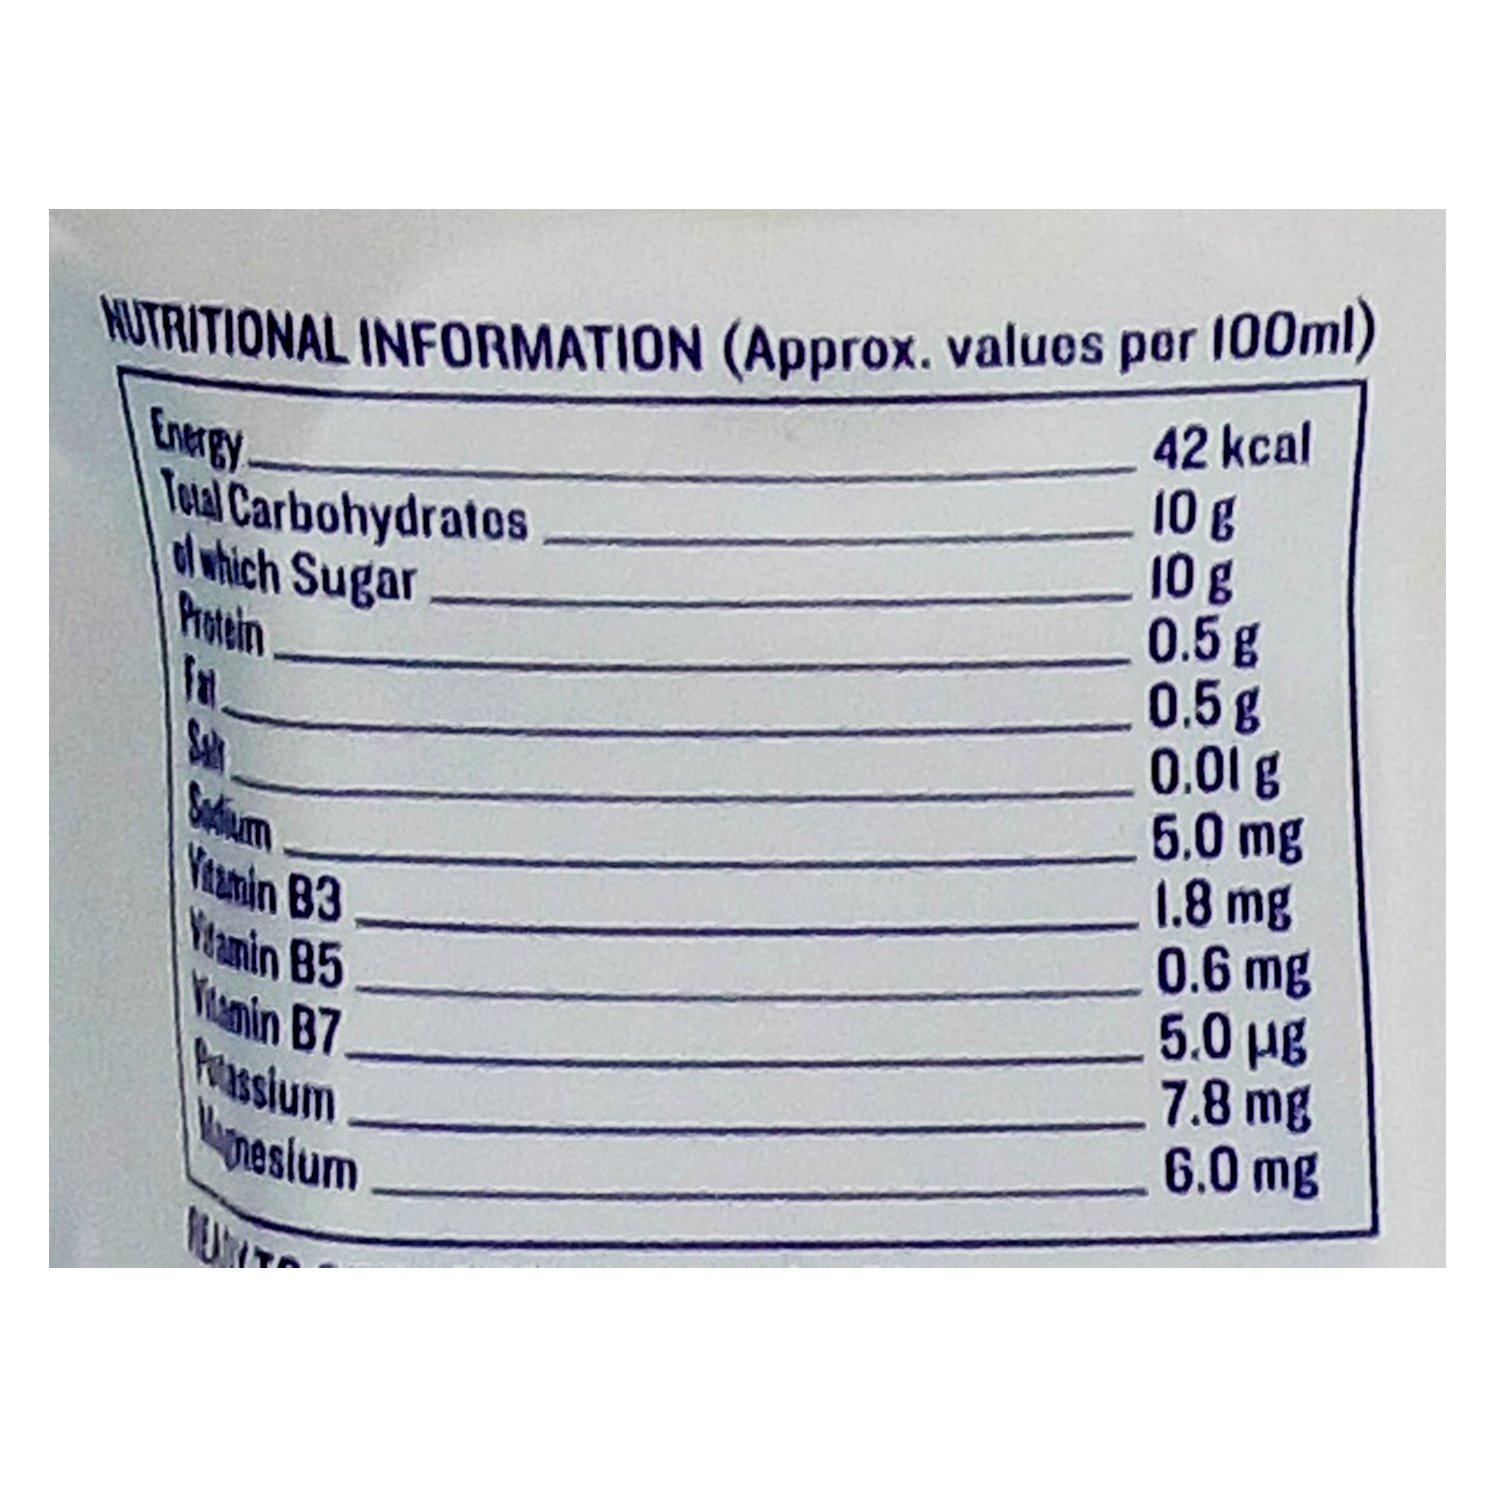 NUTRITIONAL INFORMATION (Approx. values per 100ml)
Energy 42 kcal
Total Carbohydrates 10 g
of which Sugar 10 g
Protein 0.5 g
Fat 0.5 g
Salt 0.01 g
Sodium 5.0 mg
Vitamin B3 1.8 mg
Vitamin B5 0.6 mg
Vitamin B7 5.0 µg
Potassium 7.8 mg
Magnesium 6.0 mg
READY TO